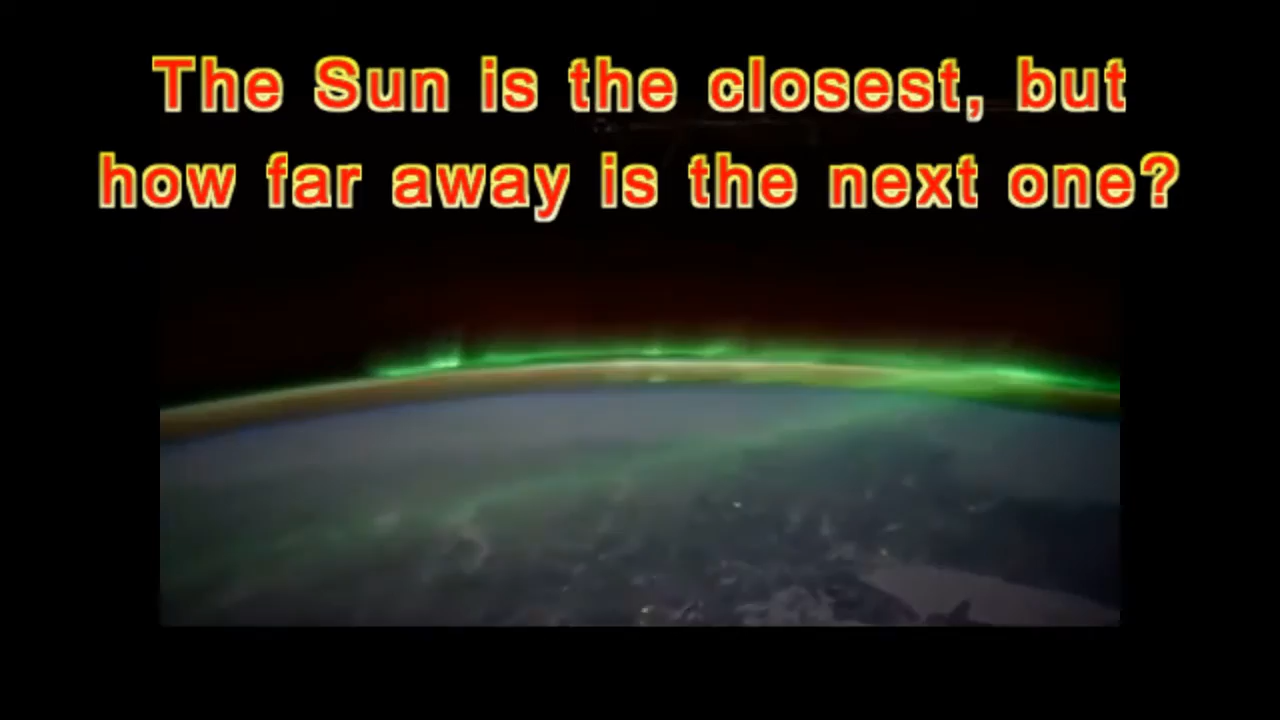 The Sun is the closest, but
how far away is the next one?